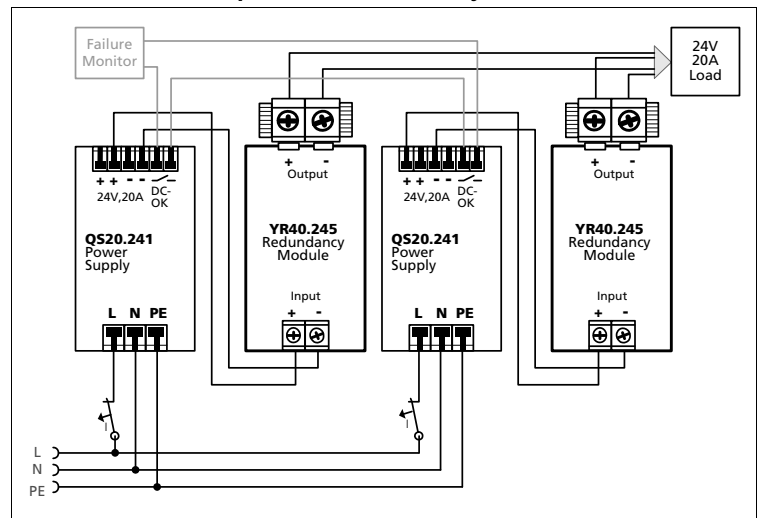 Failure
Monitor
24V
20A
Load
+ + - - DC-
24V,20A OK
QS20.241
Power
Supply
L N PE
+ -
Output
YR40.245
Redundancy
Module
Input
+ -
+ + - - DC-
24V,20A OK
QS20.241
Power
Supply
L N PE
+ -
Output
YR40.245
Redundancy
Module
Input
+ -
I
I
L
N
PE